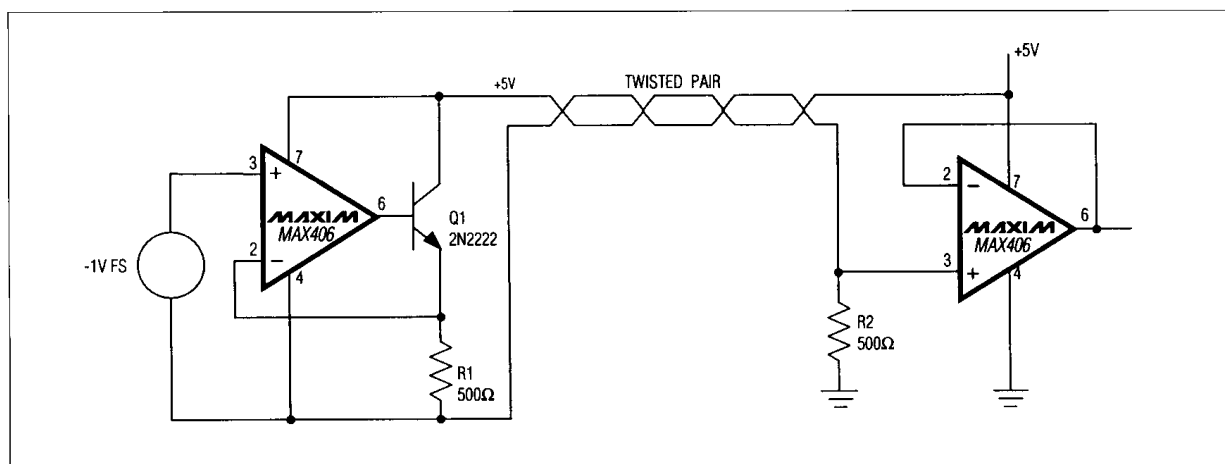 +5V
TWISTED PAIR
+5V
3
+
7
MAXIM
MAX406
6
Q1
2N2222
2
−
4
-1V FS
R1
500Ω
2
−
7
MAXIM
MAX406
6
3
+
4
R2
500Ω